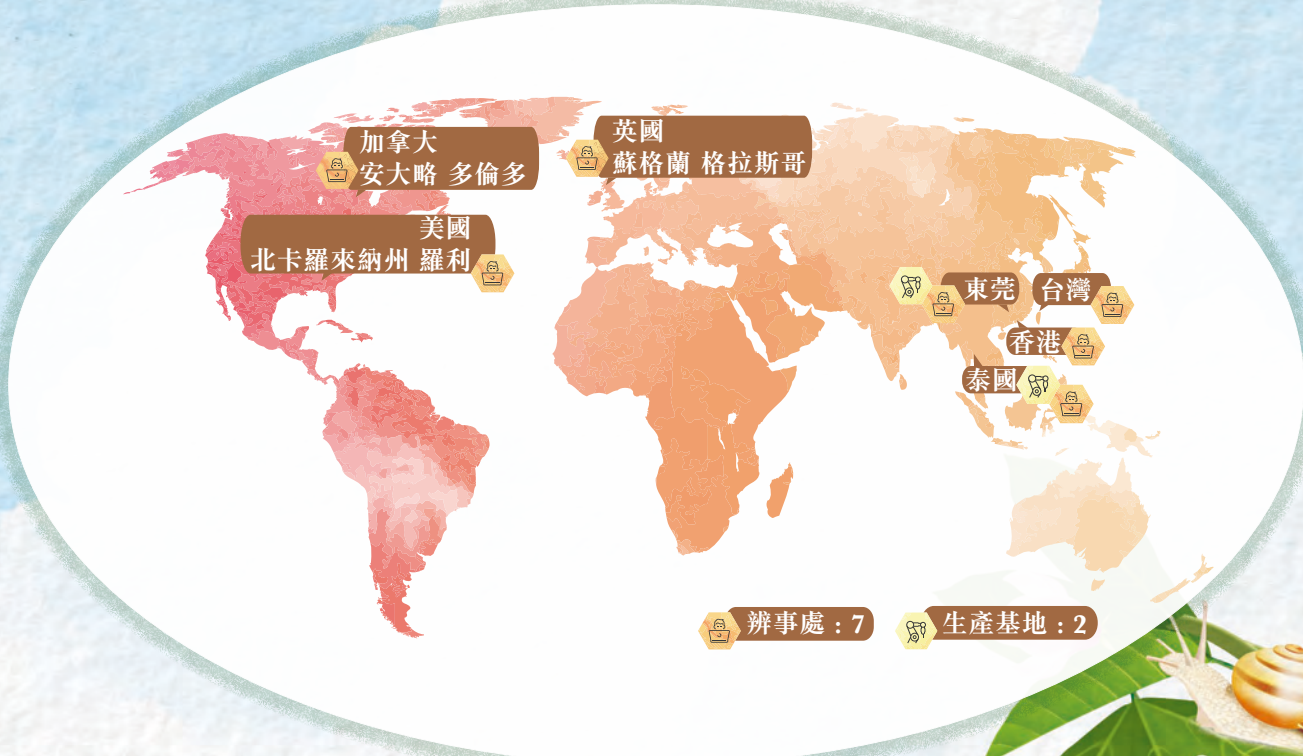 加拿大
安大略 多倫多
英國
蘇格蘭 格拉斯哥
美國
北卡羅來納州 羅利
東莞
台灣
香港
泰國
辨事處：7
生產基地：2